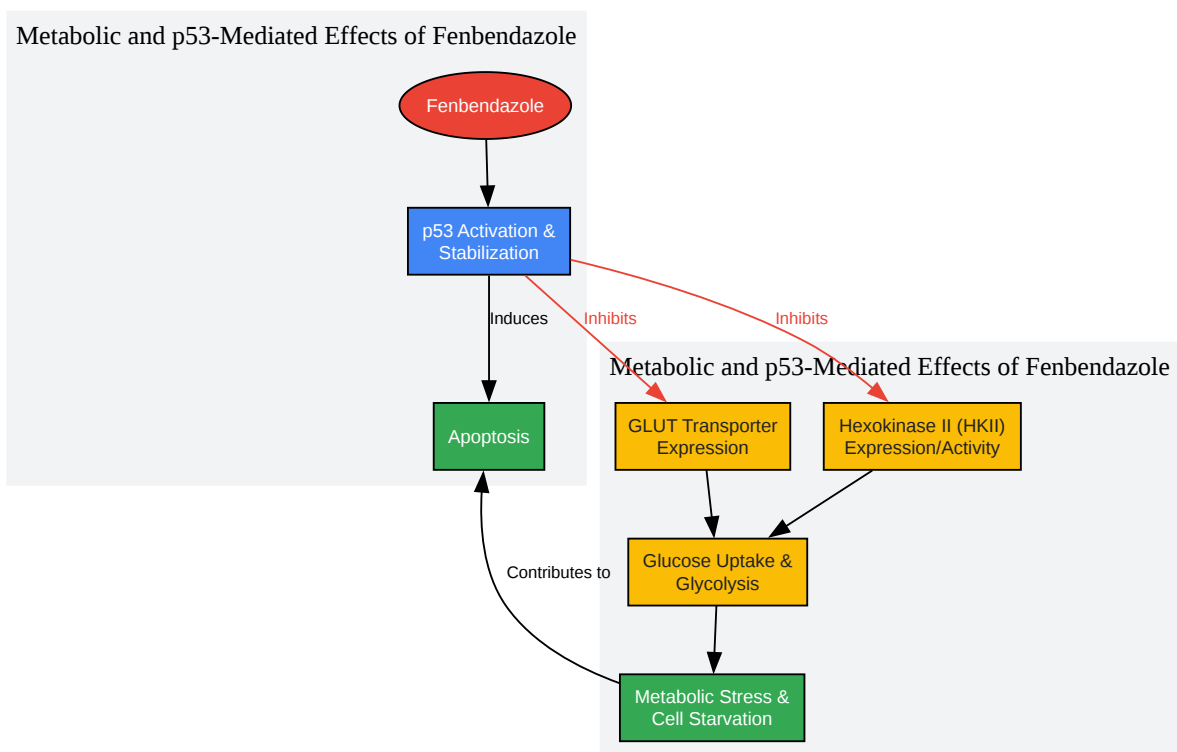 Metabolic and p53-Mediated Effects of Fenbendazole
Fenbendazole
p53 Activation &
Stabilization
Induces
Inhibits
Inhibits
Metabolic and p53-Mediated Effects of Fenbendazole
Apoptosis
GLUT Transporter
Expression
Hexokinase II (HKII)
Expression/Activity
Glucose Uptake &
Glycolysis
Contributes to
Metabolic Stress &
Cell Starvation